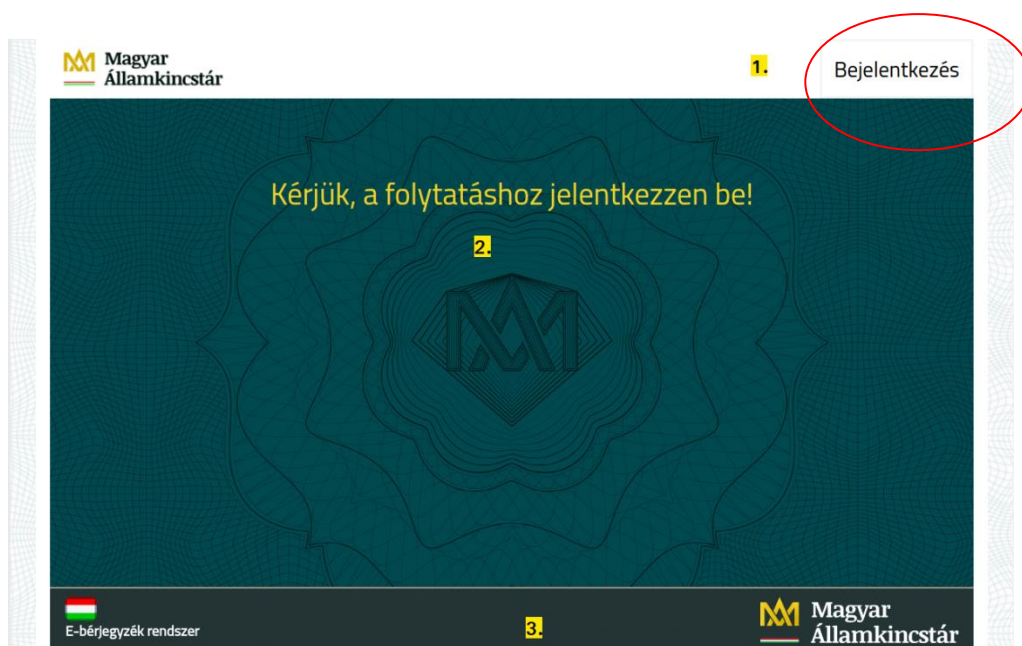 Magyar
Államkincstár
1.
Bejelentkezés
Kérjük, a folytatáshoz jelentkezzen be!
2.
E-bérjegyzék rendszer
3.
Magyar
Államkincstár